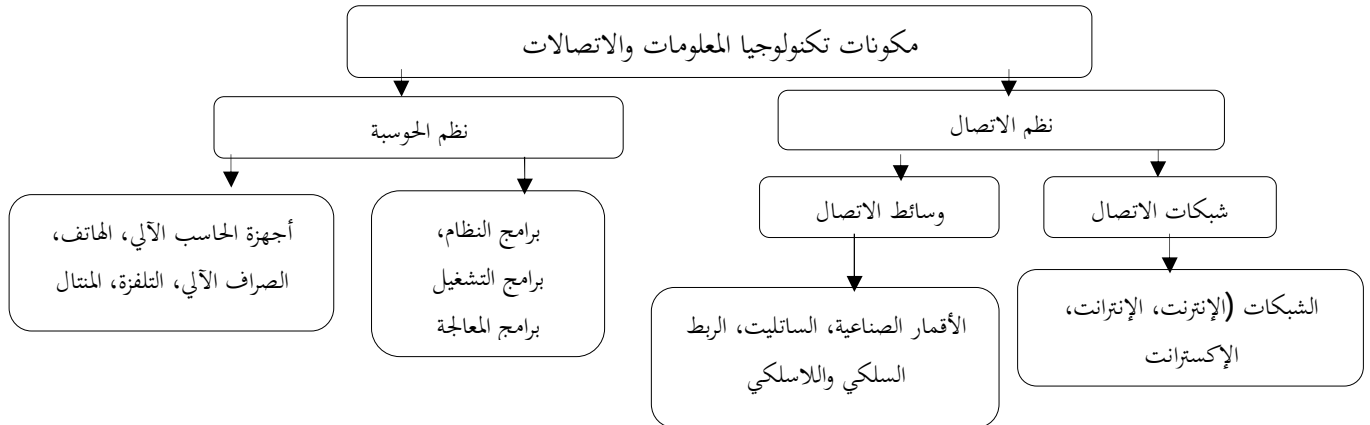 مكونات تكنولوجيا المعلومات والاتصالات
نظم الاتصال
نظم الحوسبة
شبكات الاتصال
وسائط الاتصال
برامج النظام،
برامج التشغيل
برامج المعالجة
أجهزة الحاسب الآلي، الهاتف،
الصراف الآلي، التلفزة، المنتال
الشبكات (الإنترنت، الإنترانت،
الإكسترانت
الأقمار الصناعية، الساتليت، الربط
السلكي واللاسلكي